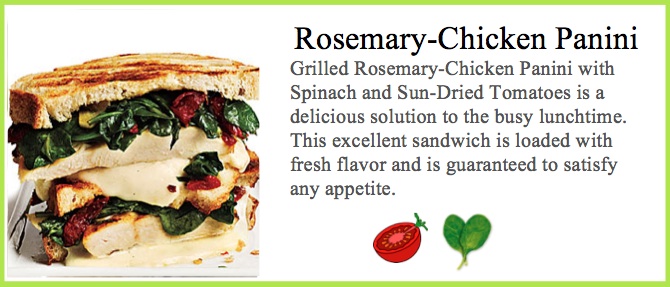 Rosemary-Chicken Panini
Grilled Rosemary-Chicken Panini with
Spinach and Sun-Dried Tomatoes is a
delicious solution to the busy lunchtime.
This excellent sandwich is loaded with
fresh flavor and is guaranteed to satisfy
any appetite.